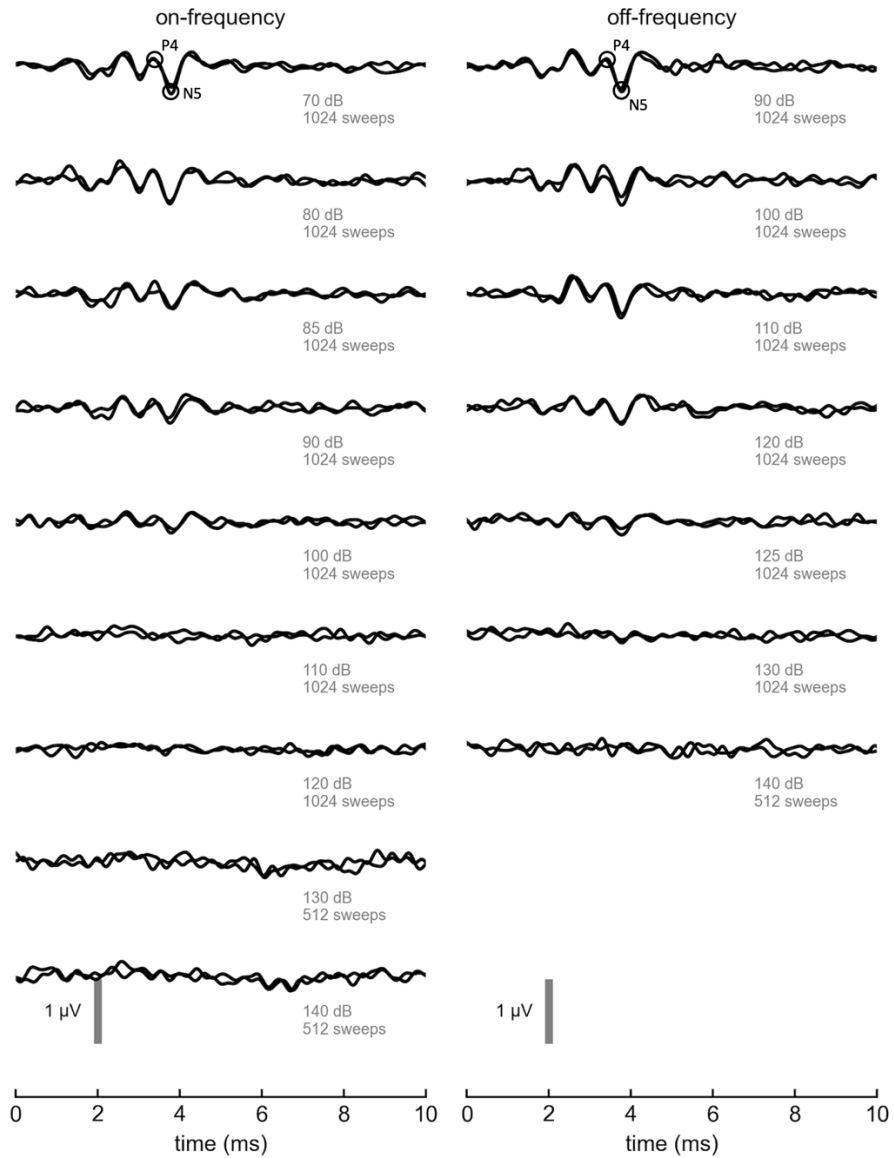 on-frequency
P4
N5
70 dB
1024 sweeps
80 dB
1024 sweeps
85 dB
1024 sweeps
90 dB
1024 sweeps
100 dB
1024 sweeps
110 dB
1024 sweeps
120 dB
1024 sweeps
130 dB
512 sweeps
140 dB
512 sweeps
1 µV
0 2 4 6 8 10
time (ms)
off-frequency
P4
N5
90 dB
1024 sweeps
100 dB
1024 sweeps
110 dB
1024 sweeps
120 dB
1024 sweeps
125 dB
1024 sweeps
130 dB
1024 sweeps
140 dB
512 sweeps
1 µV
0 2 4 6 8 10
time (ms)